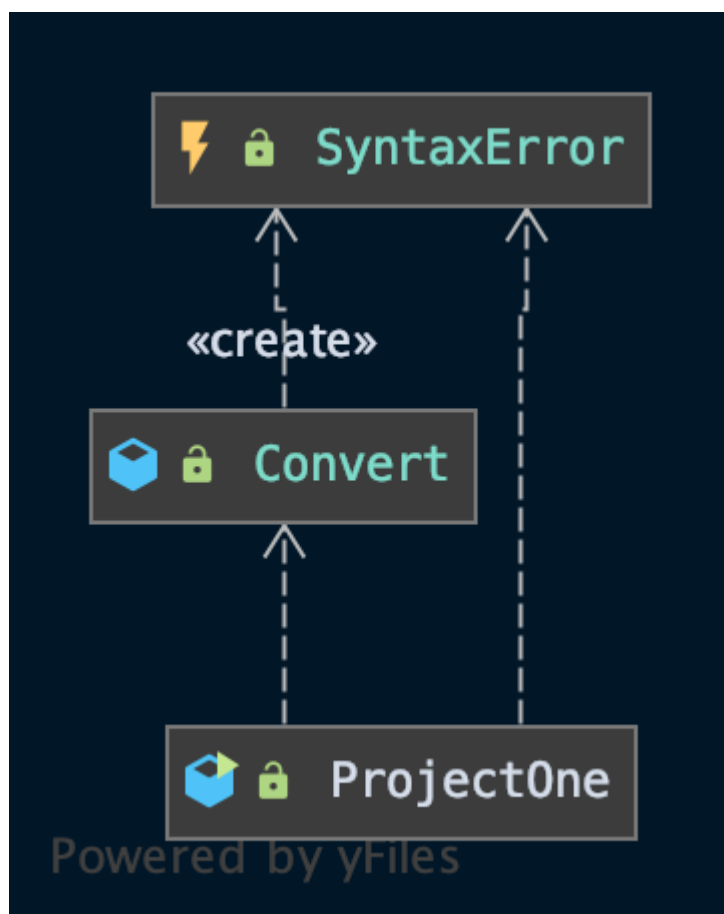 SyntaxError
«create»
Convert
ProjectOne
Powered by yFiles